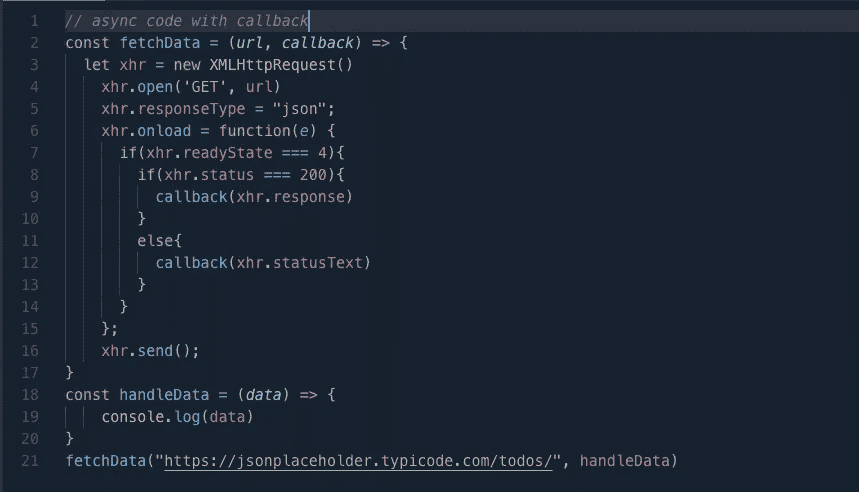 1 // async code with callback
2 const fetchData = (url, callback) => {
3 let xhr = new XMLHttpRequest()
4 xhr.open('GET', url)
5 xhr.responseType = "json";
6 xhr.onload = function(e) {
7 if(xhr.readyState === 4){
8 if(xhr.status === 200){
9 callback(xhr.response)
10 }
11 else{
12 callback(xhr.statusText)
13 }
14 }
15 };
16 xhr.send();
17 }
18 const handleData = (data) => {
19 console.log(data)
20 }
21 fetchData("https://jsonplaceholder.typicode.com/todos/", handleData)